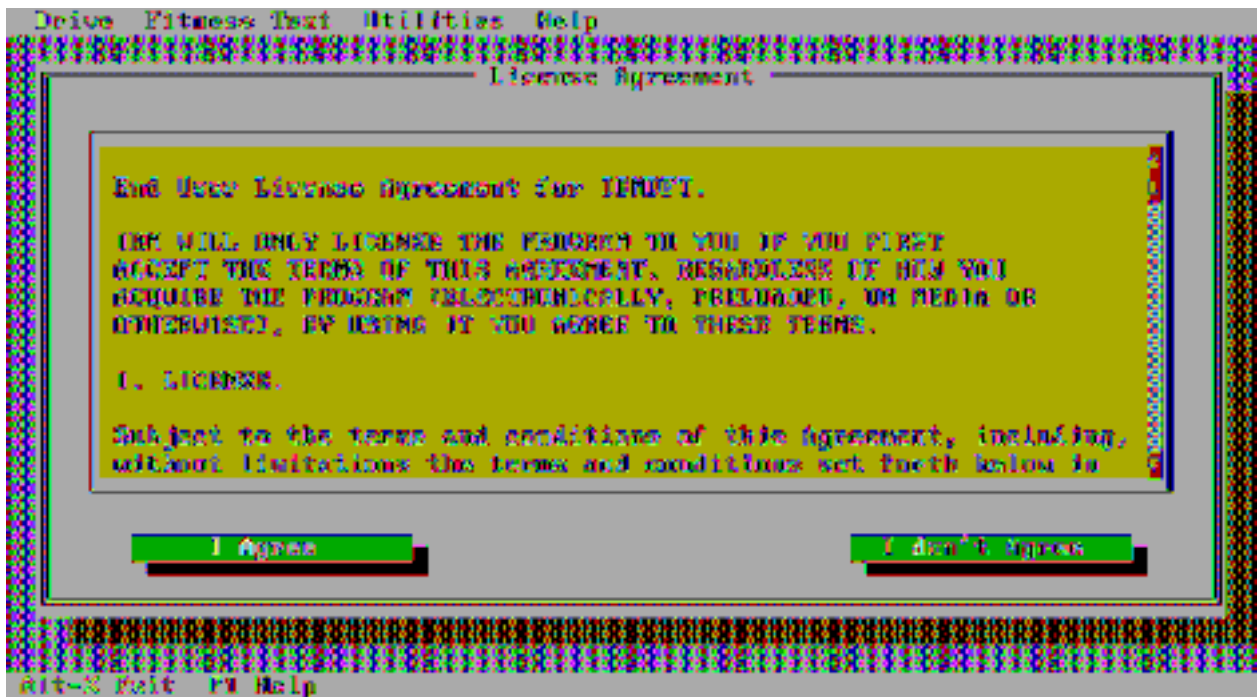 Drive Fitness Test Utilities Help
License Agreement
End User License Agreement for IBMDFT.
IBM WILL ONLY LICENSE THE PROGRAM TO YOU IF YOU FIRST
ACCEPT THE TERMS OF THIS AGREEMENT. REGARDLESS OF HOW YOU
ACQUIRE THE PROGRAM (ELECTRONICALLY, PRELOADED, ON MEDIA OR
OTHERWISE), BY USING IT YOU AGREE TO THESE TERMS.
1. LICENSE.
Subject to the terms and conditions of this Agreement, including,
without limitations the terms and conditions set forth below in
I Agree
I don't Agree
Alt-X Exit F1 Help